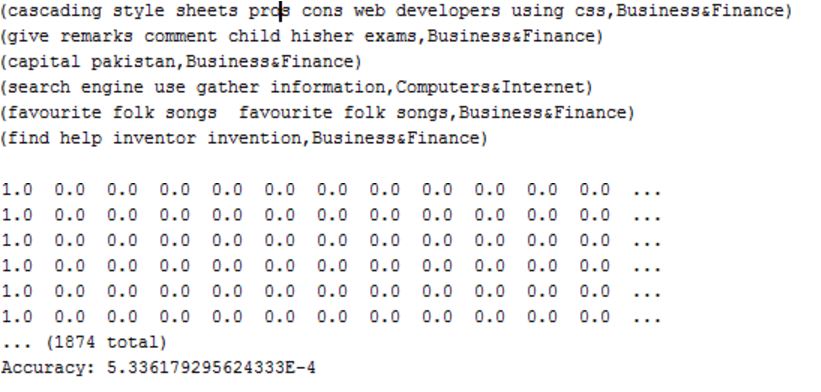 (cascading style sheets pros cons web developers using css,Business&Finance)
(give remarks comment child hisher exams,Business&Finance)
(capital pakistan,Business&Finance)
(search engine use gather information,Computers&Internet)
(favourite folk songs  favourite folk songs,Business&Finance)
(find help inventor invention,Business&Finance)
1.0  0.0  0.0  0.0  0.0  0.0  0.0  0.0  0.0  0.0  0.0  0.0  ...
1.0  0.0  0.0  0.0  0.0  0.0  0.0  0.0  0.0  0.0  0.0  0.0  ...
1.0  0.0  0.0  0.0  0.0  0.0  0.0  0.0  0.0  0.0  0.0  0.0  ...
1.0  0.0  0.0  0.0  0.0  0.0  0.0  0.0  0.0  0.0  0.0  0.0  ...
1.0  0.0  0.0  0.0  0.0  0.0  0.0  0.0  0.0  0.0  0.0  0.0  ...
1.0  0.0  0.0  0.0  0.0  0.0  0.0  0.0  0.0  0.0  0.0  0.0  ...
... (1874 total)
Accuracy: 5.336179295624333E-4